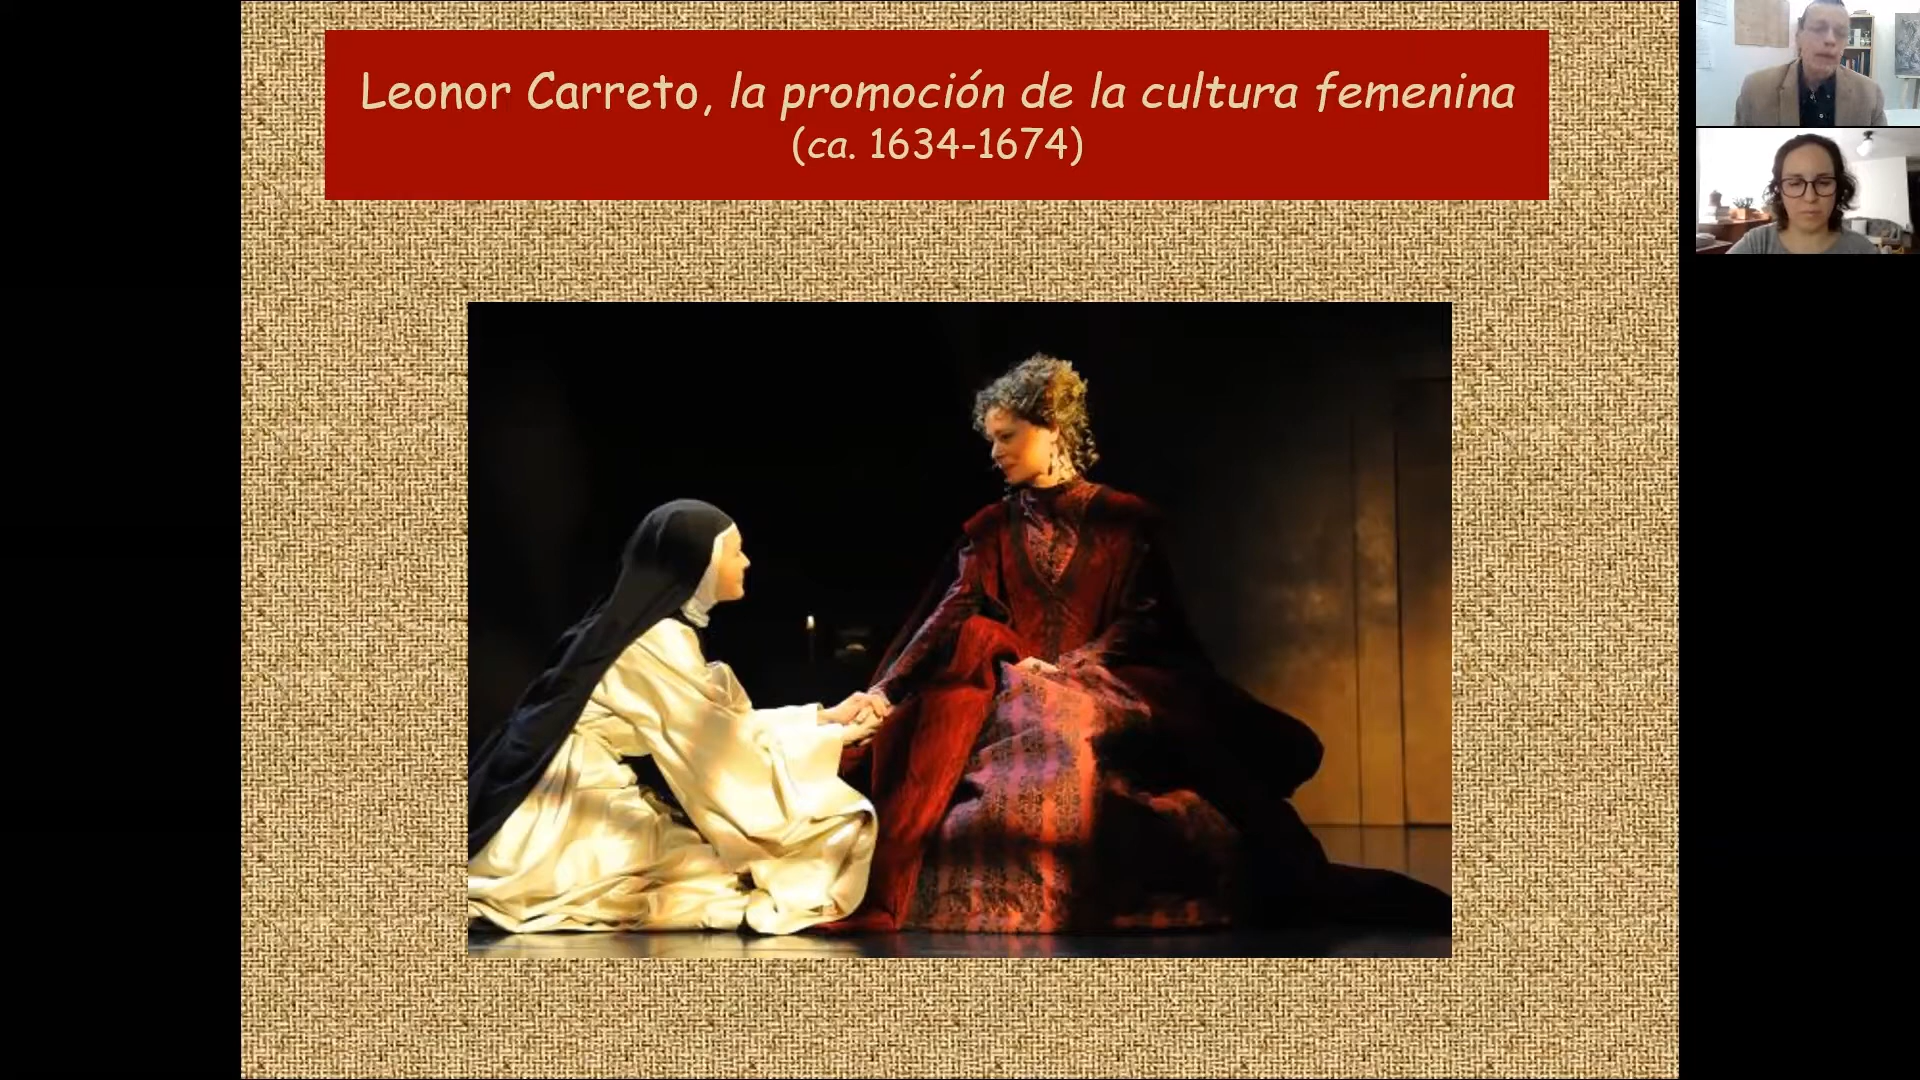 Leonor Carreto, la promoción de la cultura femenina
(ca. 1634-1674)